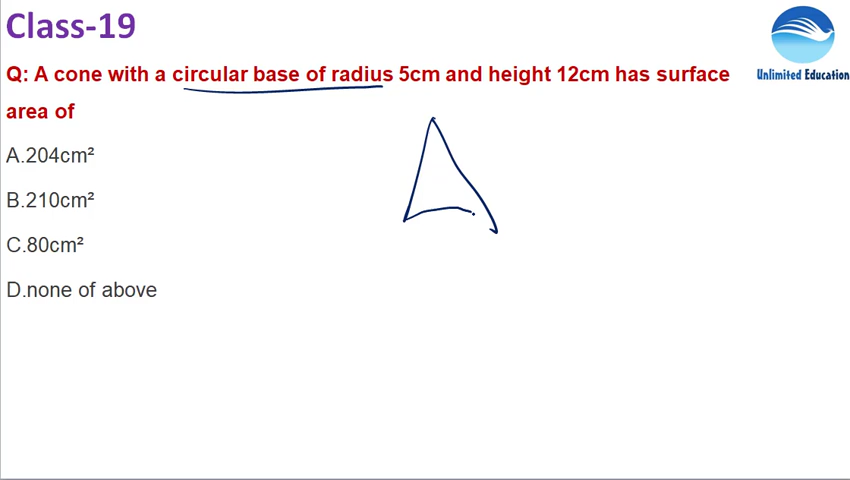 Class-19
Unlimited Education
Q: A cone with a circular base of radius 5cm and height 12cm has surface
area of
A.204cm²
B.210cm²
C.80cm²
D.none of above